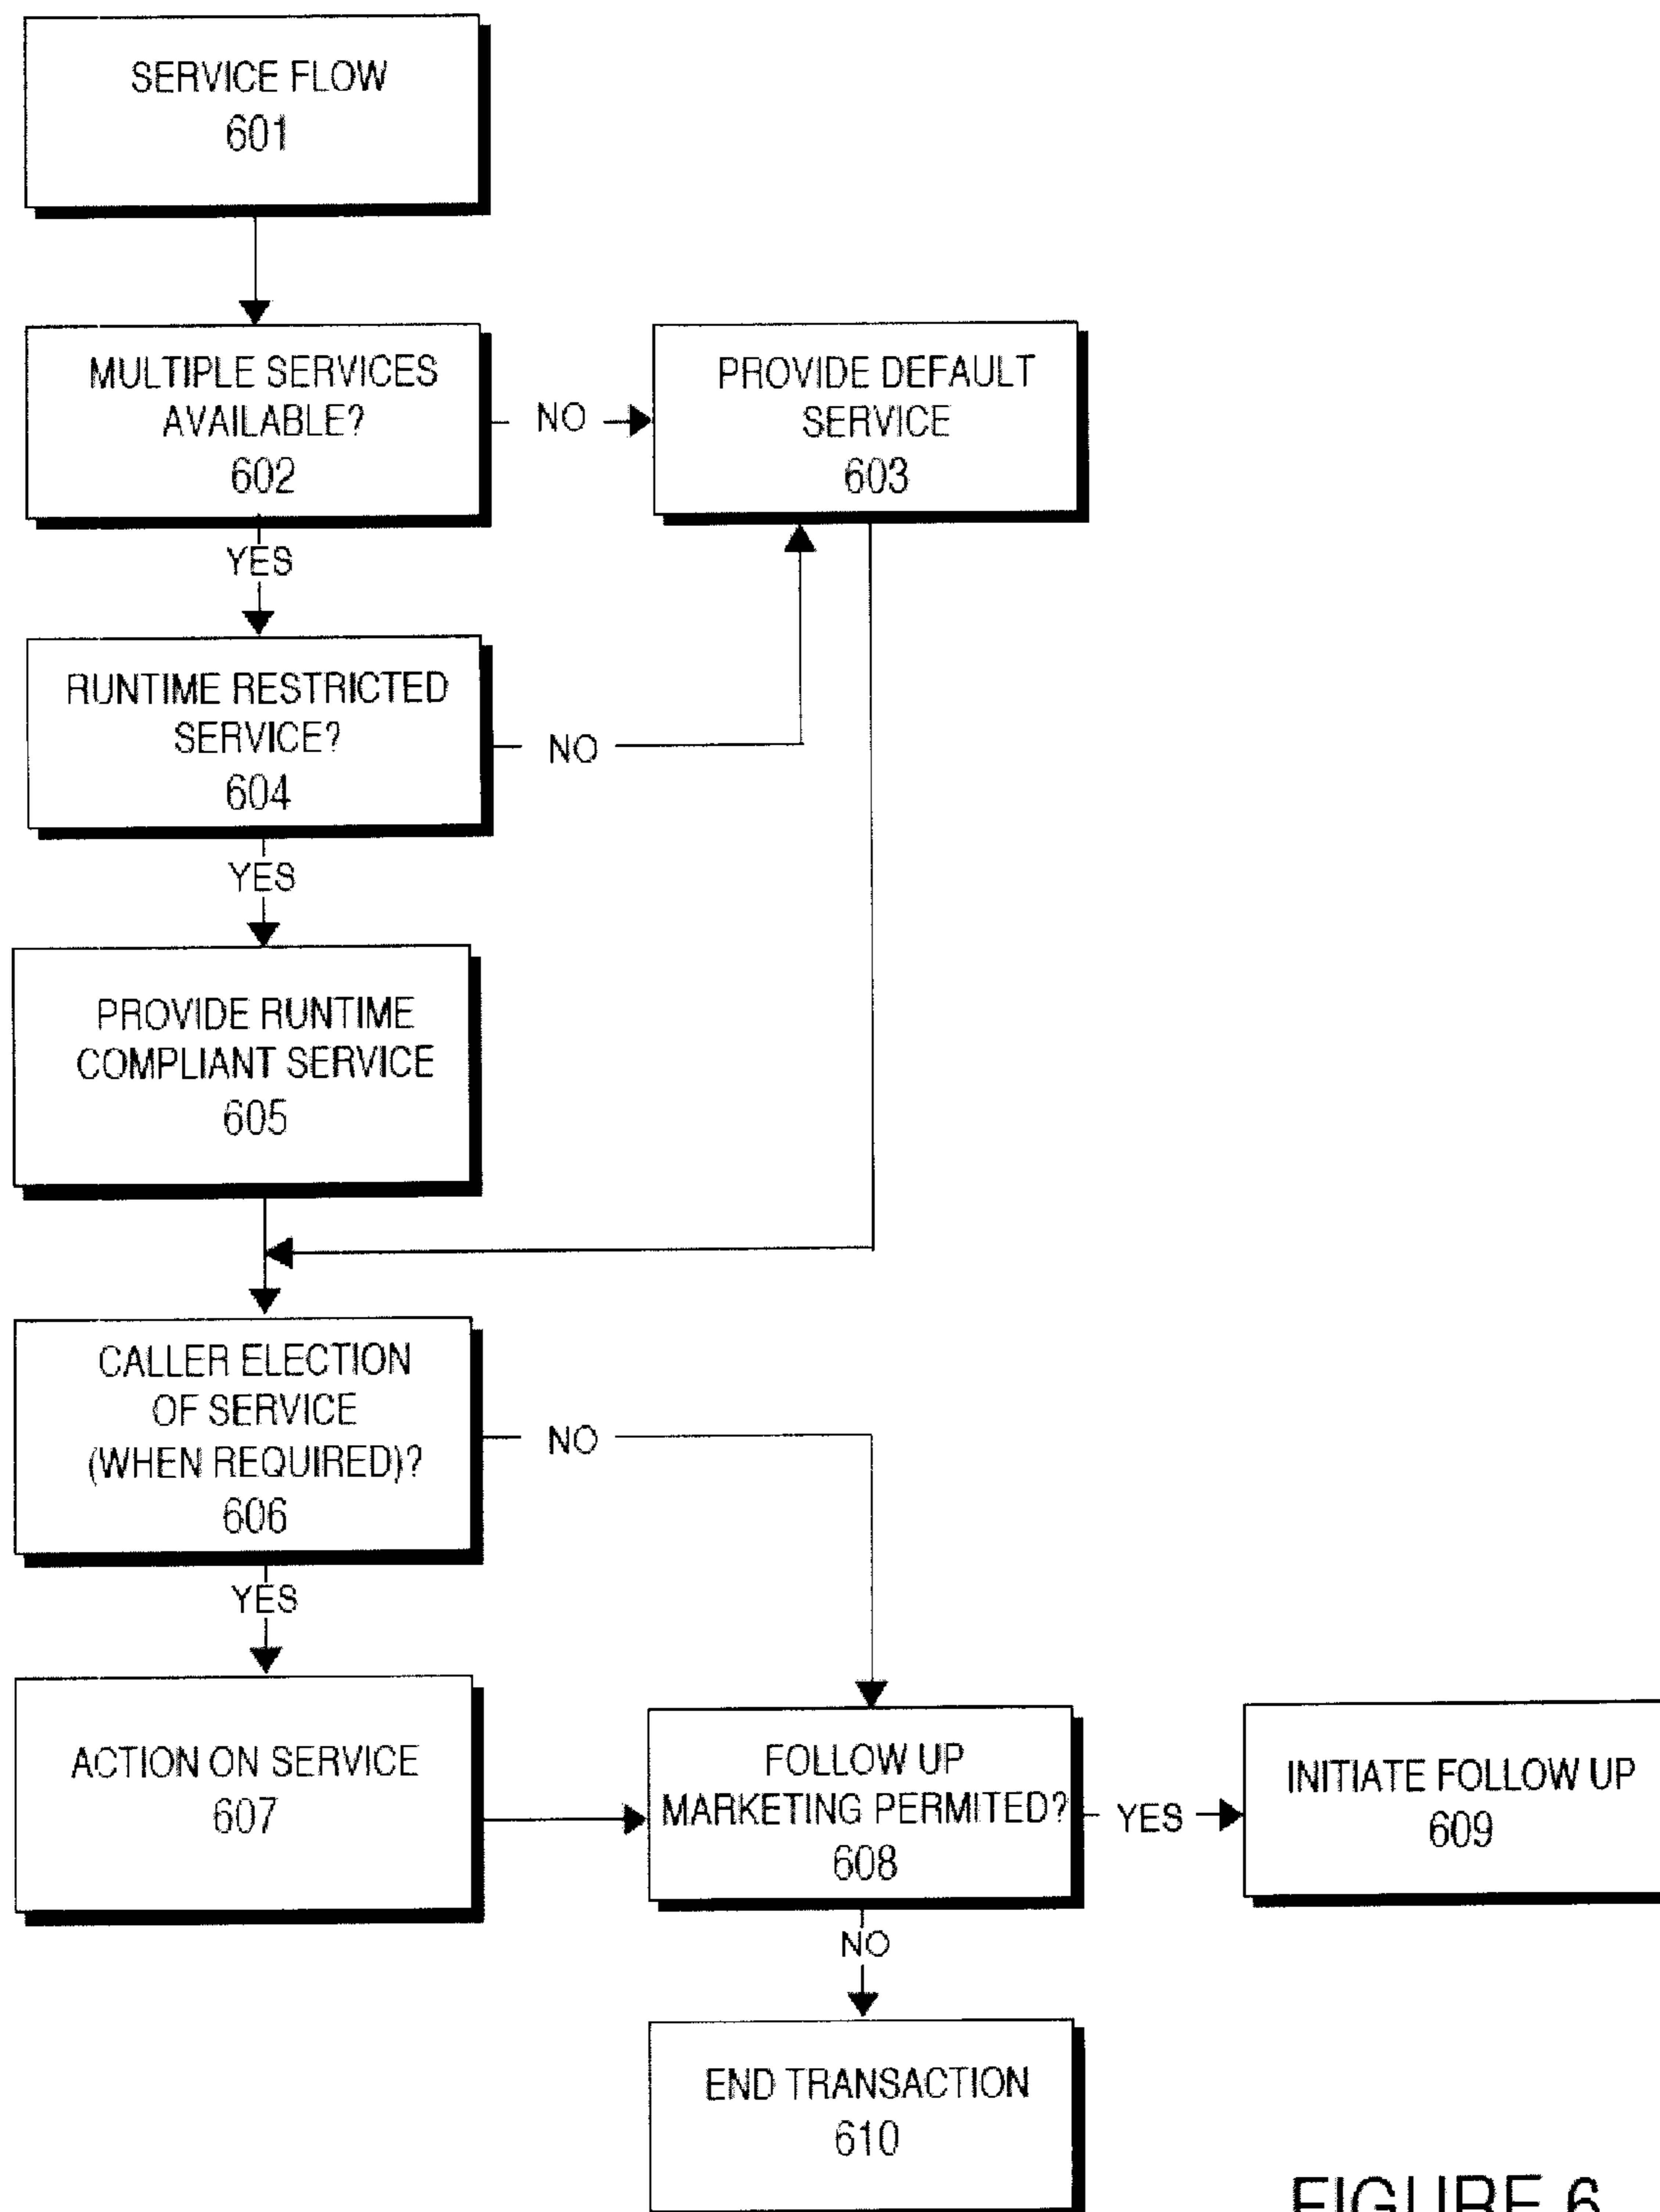 SERVICE FLOW
601
MULTIPLE SERVICES
AVAILABLE?
602
NO
PROVIDE DEFAULT
SERVICE
603
YES
RUNTIME RESTRICTED
SERVICE?
604
NO
YES
PROVIDE RUNTIME
COMPLIANT SERVICE
605
CALLER ELECTION
OF SERVICE
(WHEN REQUIRED)?
606
NO
YES
ACTION ON SERVICE
607
FOLLOW UP
MARKETING PERMITED?
608
YES
INITIATE FOLLOW UP
609
NO
END TRANSACTION
610
FIGURE 6